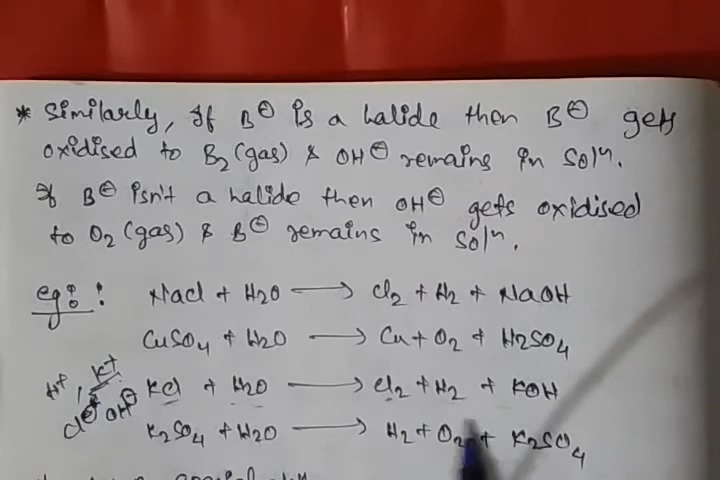 * Similarly, If B⊖ is a halide then B⊖ gets
oxidised to B₂(gas) & OH⊖ remains in solⁿ.
If B⊖ isn't a halide then OH⊖ gets oxidised
to O₂(gas) & B⊖ remains in solⁿ.
eg:! NaCl + H₂O ⟶ Cl₂ + H₂ + NaOH
CuSO₄ + H₂O ⟶ Cu + O₂ + H₂SO₄
H⁺, K⁺ KCl + H₂O ⟶ Cl₂ + H₂ + KOH
Cl⊖ OH⊖ K₂SO₄ + H₂O ⟶ H₂ + O₂ + K₂SO₄